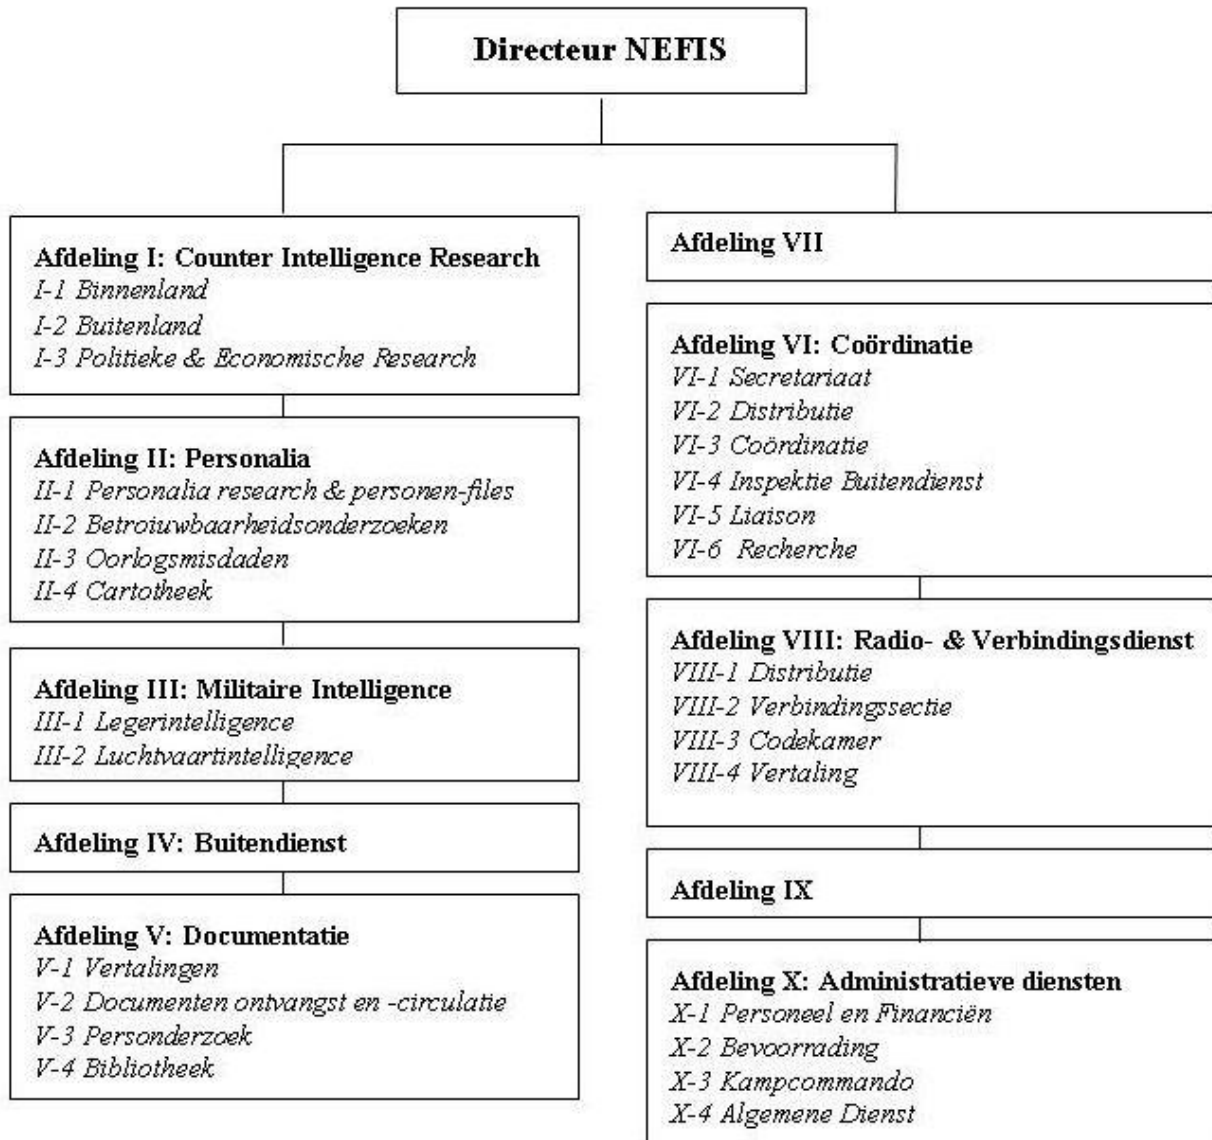 Directeur NEFIS
Afdeling I: Counter Intelligence Research
I-1 Binnenland
I-2 Buitenland
I-3 Politieke & Economische Research
Afdeling II: Personalia
II-1 Personalia research & personen-files
II-2 Betroiuwbaarheidsonderzoeken
II-3 Oorlogsmisdaden
II-4 Cartotheek
Afdeling III: Militaire Intelligence
III-1 Legerintelligence
III-2 Luchtvaartintelligence
Afdeling IV: Buitendienst
Afdeling V: Documentatie
V-1 Vertalingen
V-2 Documenten ontvangst en -circulatie
V-3 Personderzoek
V-4 Bibliotheek
Afdeling VII
Afdeling VI: Coördinatie
VI-1 Secretariaat
VI-2 Distributie
VI-3 Coördinatie
VI-4 Inspektie Buitendienst
VI-5 Liaison
VI-6 Recherche
Afdeling VIII: Radio- & Verbindingsdienst
VIII-1 Distributie
VIII-2 Verbindingssectie
VIII-3 Codekamer
VIII-4 Vertaling
Afdeling IX
Afdeling X: Administratieve diensten
X-1 Personeel en Financiën
X-2 Bevoorrading
X-3 Kampcommando
X-4 Algemene Dienst